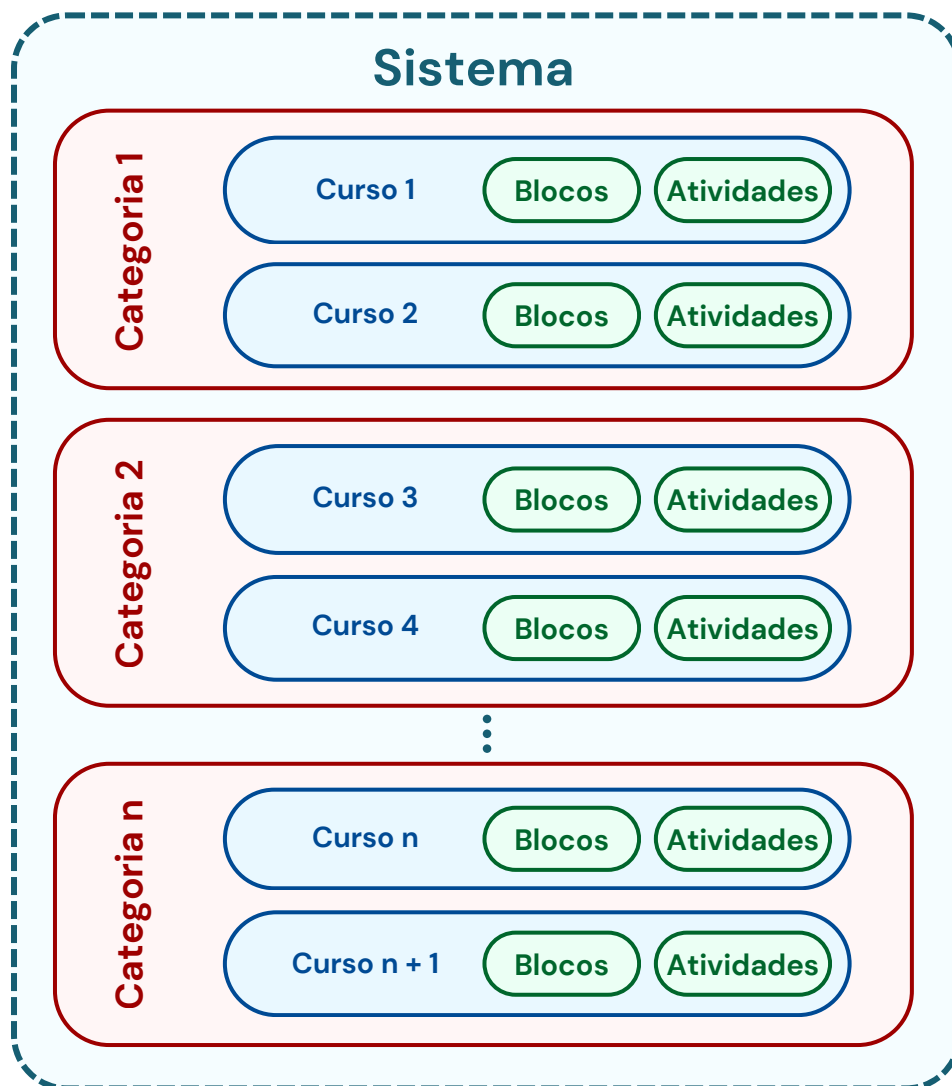 Sistema
Categoria 1
Curso 1 Blocos Atividades
Curso 2 Blocos Atividades
Categoria 2
Curso 3 Blocos Atividades
Curso 4 Blocos Atividades
Categoria n
Curso n Blocos Atividades
Curso n + 1 Blocos Atividades